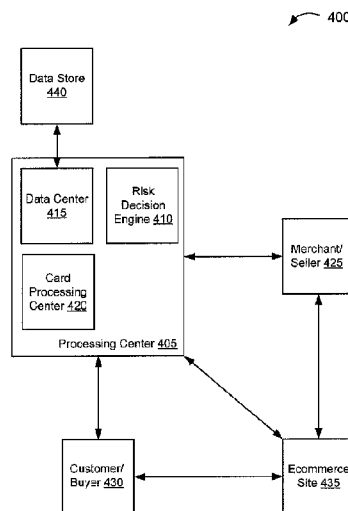 400
Data Store
440
Data Center
415
Risk
Decision
Engine 410
Card
Processing
Center 420
Processing Center 405
Merchant/
Seller 425
Customer/
Buyer 430
Ecommerce
Site 435